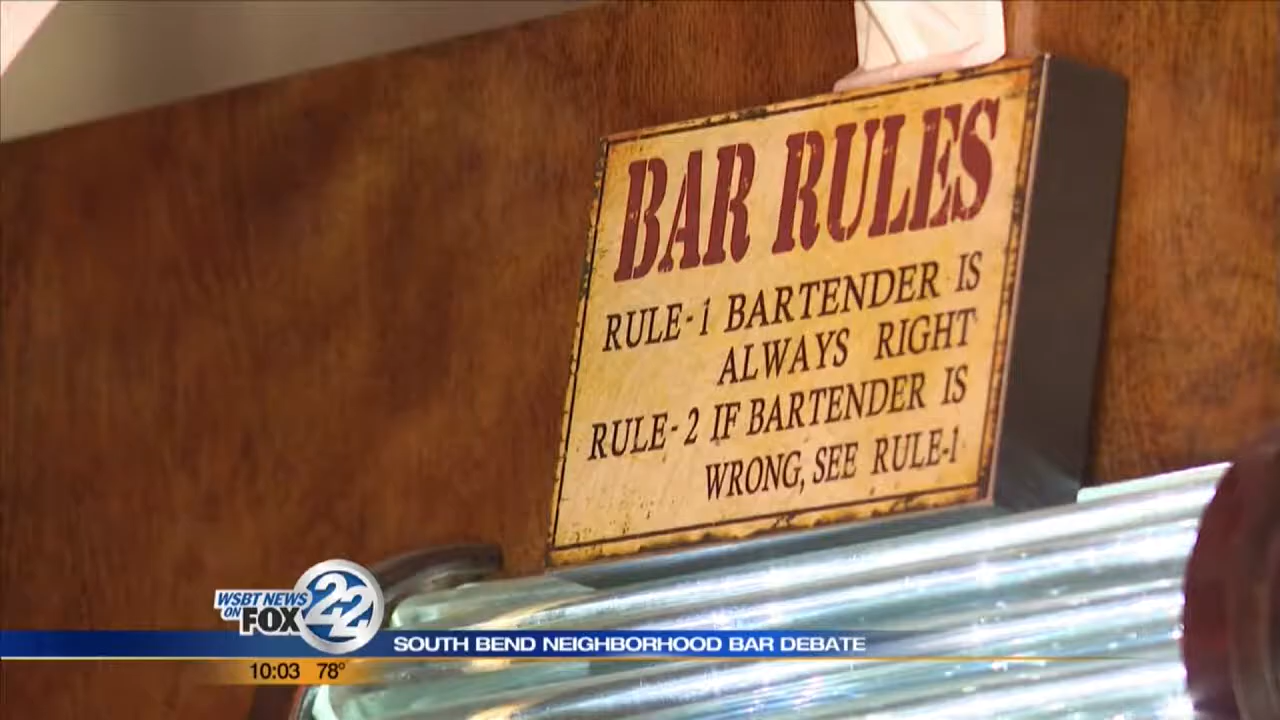 BAR RULES
RULE-1 BARTENDER IS
ALWAYS RIGHT
RULE-2 IF BARTENDER IS
WRONG, SEE RULE-1
WSBT NEWS
ON
FOX
22
SOUTH BEND NEIGHBORHOOD BAR DEBATE
10:03 78°